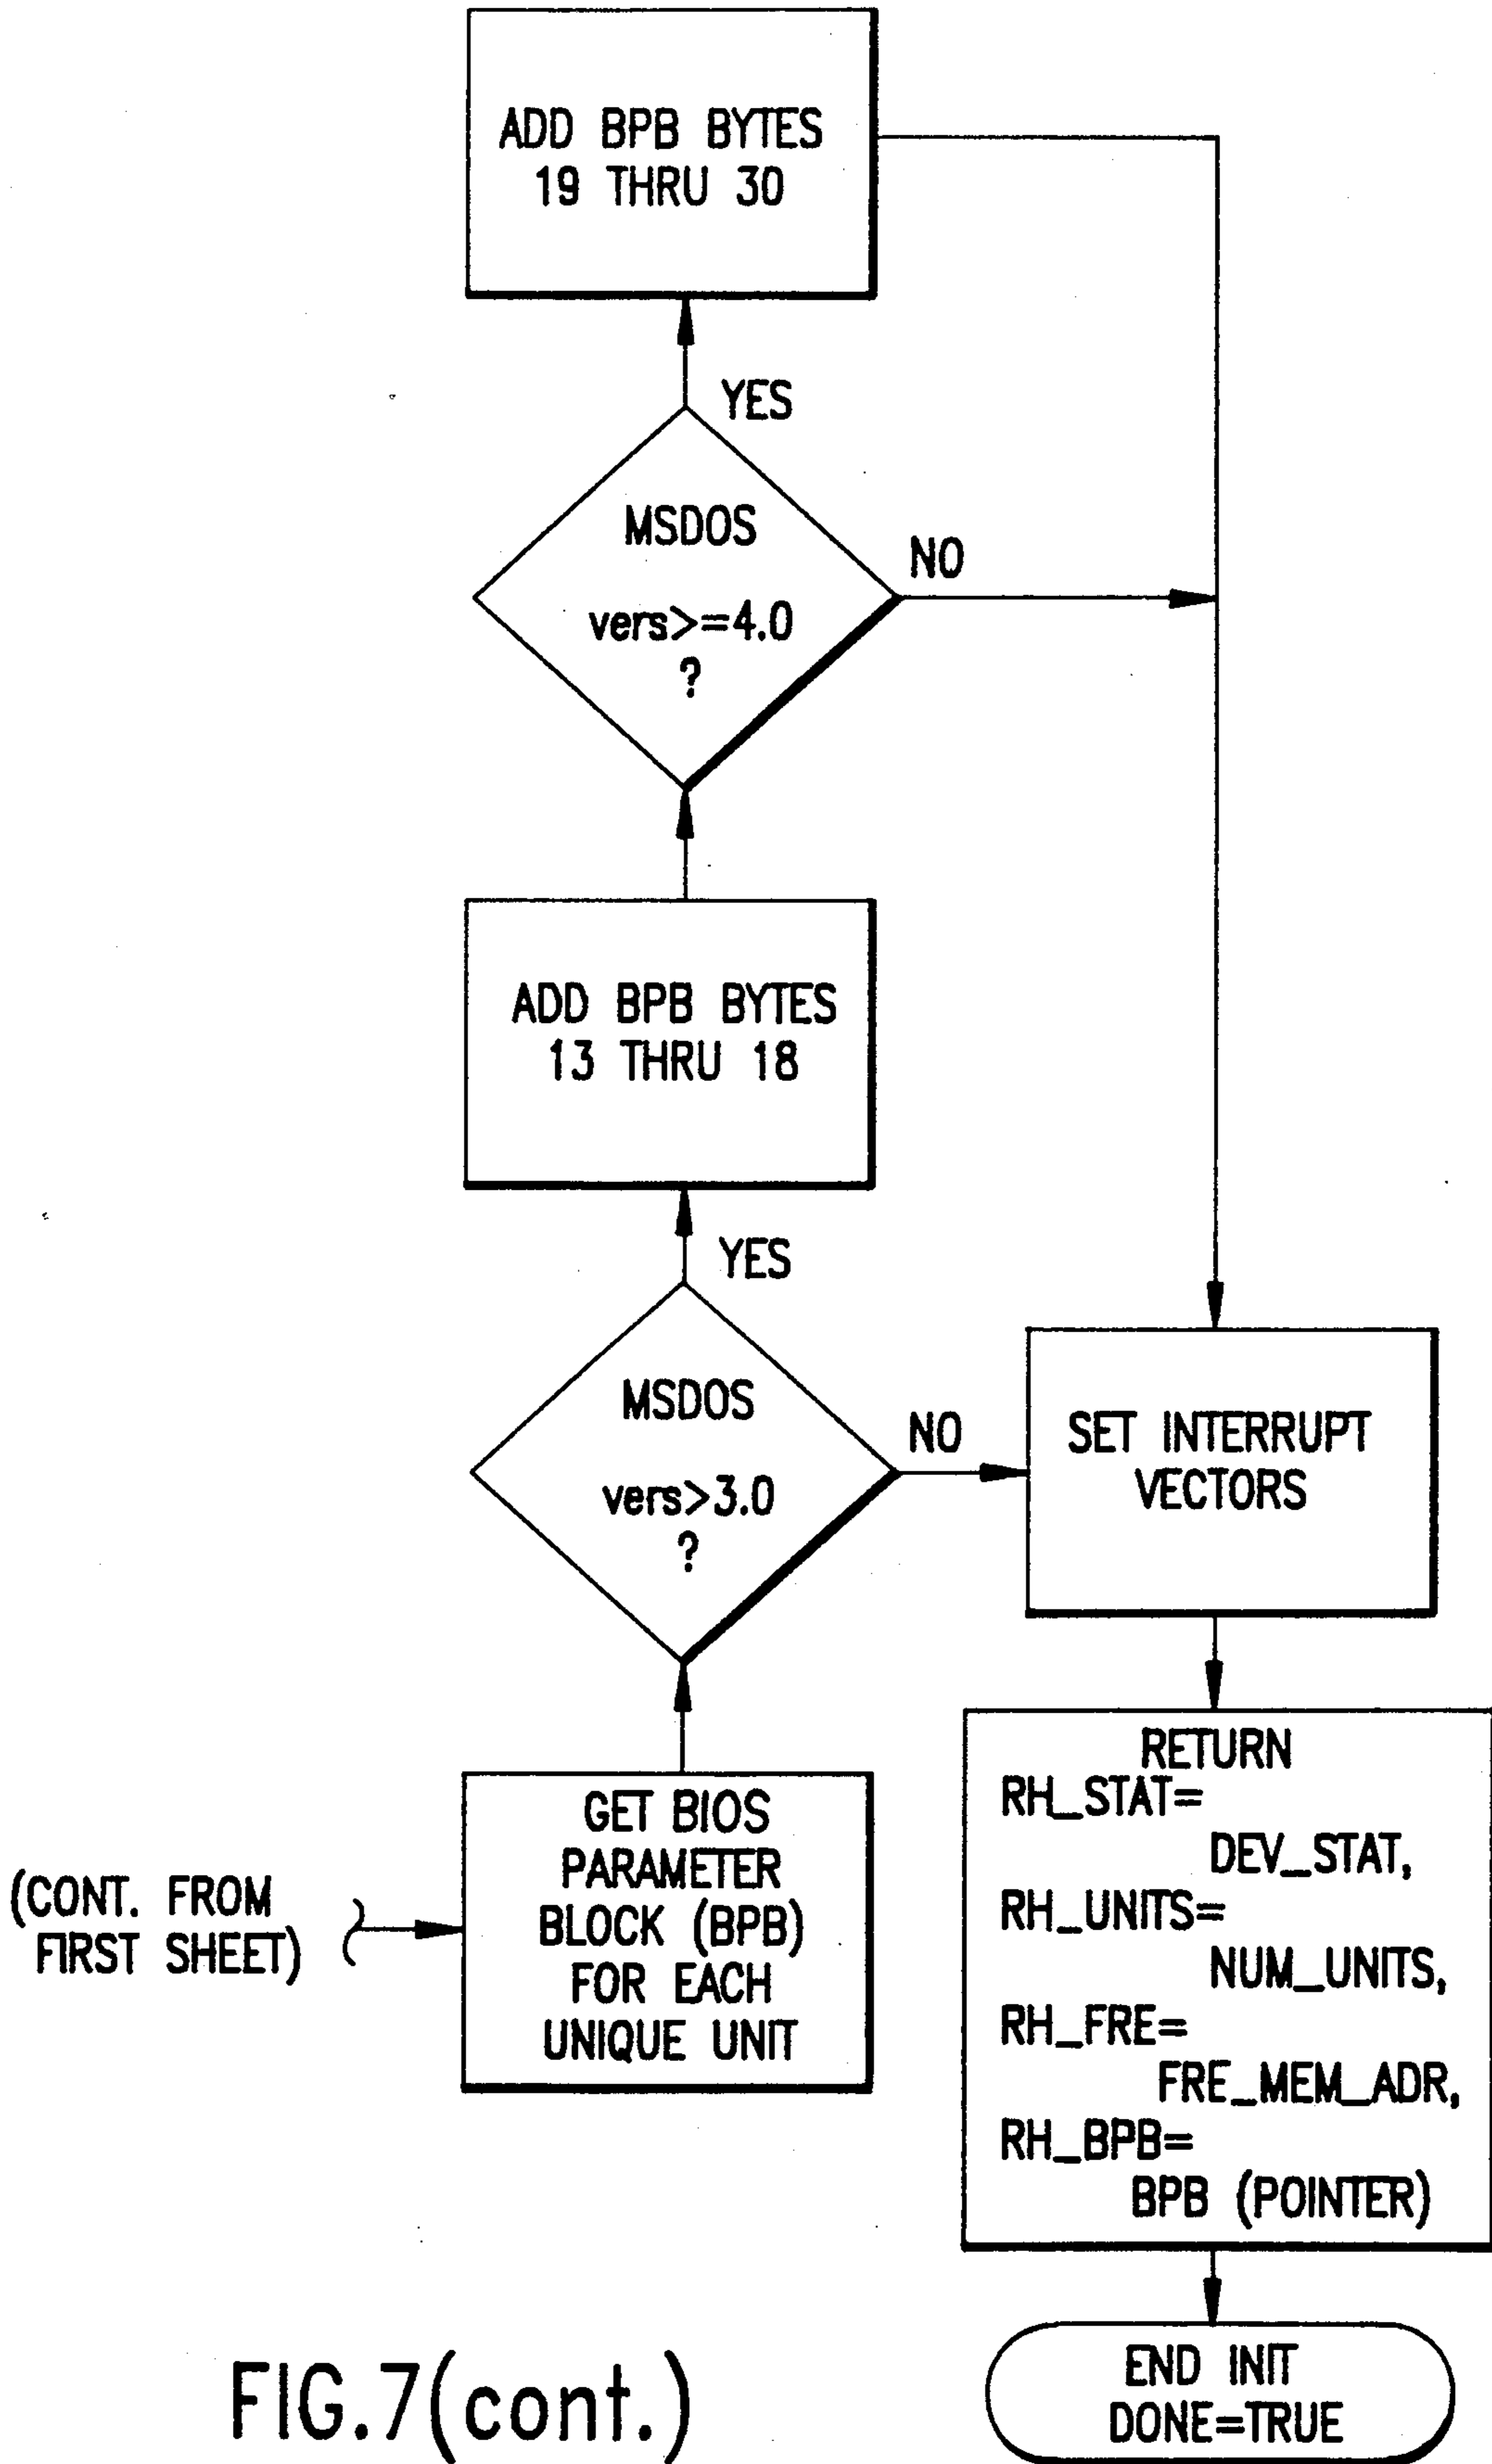 ADD BPB BYTES
19 THRU 30
YES
MSDOS
vers>=4.0
?
NO
ADD BPB BYTES
13 THRU 18
YES
MSDOS
vers>3.0
?
NO
SET INTERRUPT
VECTORS
(CONT. FROM
FIRST SHEET)
GET BIOS
PARAMETER
BLOCK (BPB)
FOR EACH
UNIQUE UNIT
RETURN
RH_STAT=
DEV_STAT,
RH_UNITS=
NUM_UNITS,
RH_FRE=
FRE_MEM_ADR,
RH_BPB=
BPB (POINTER)
END INIT
DONE=TRUE
FIG.7(cont.)